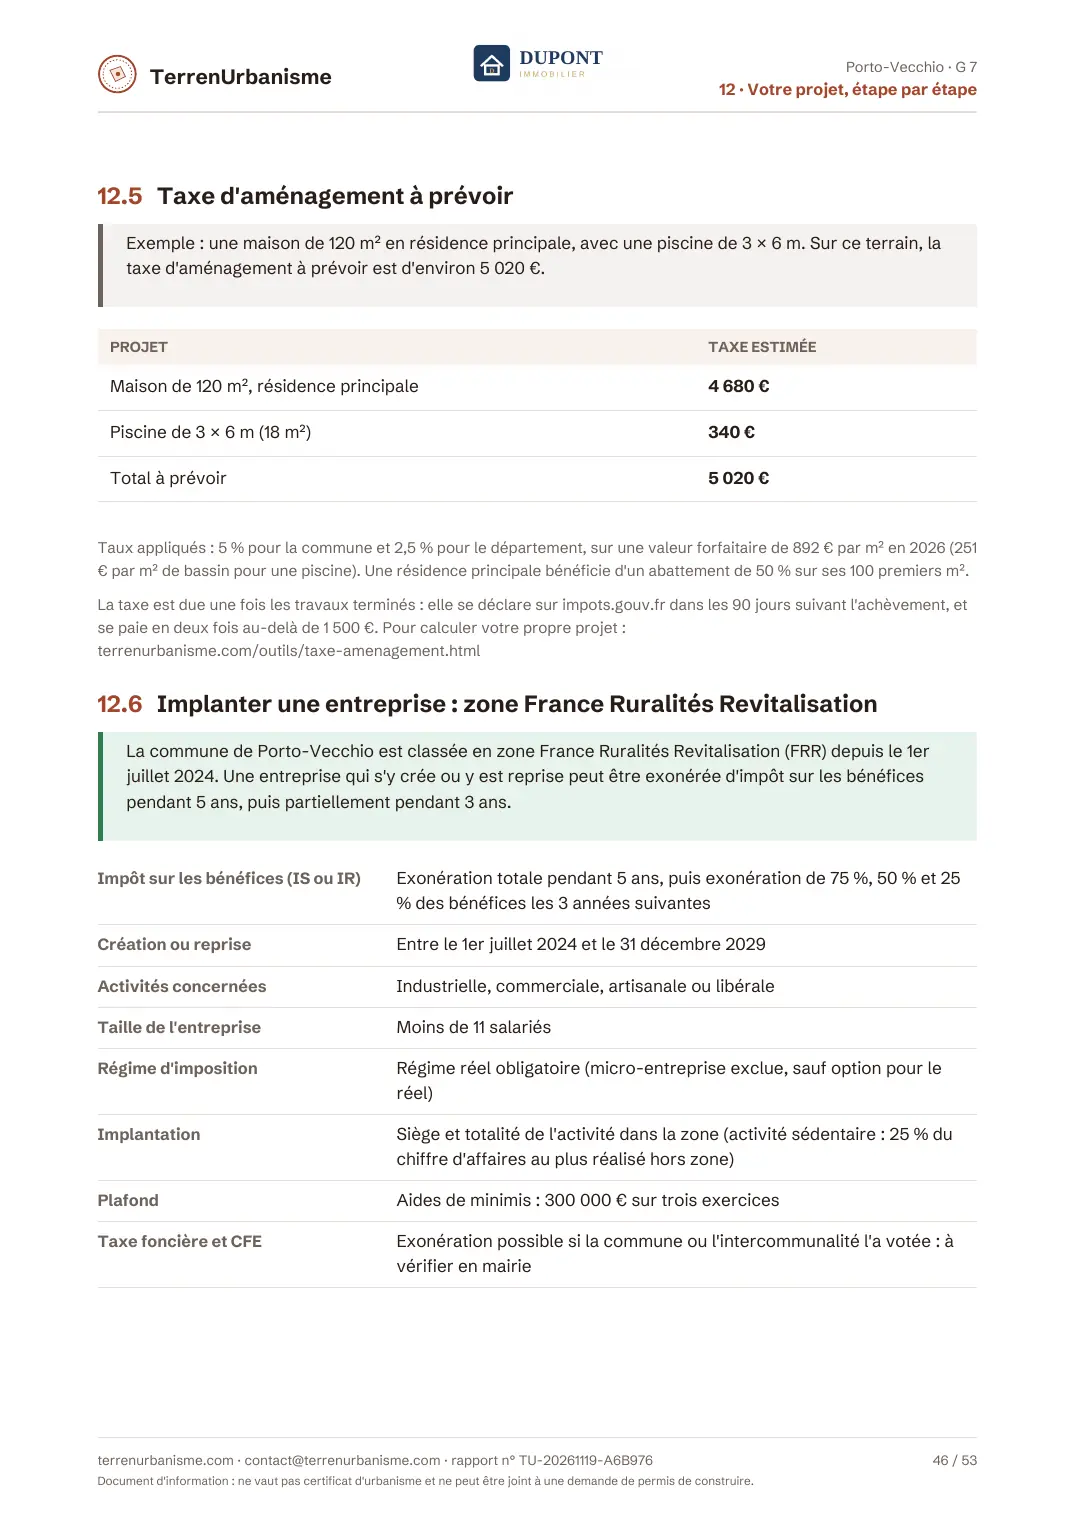 TerrenUrbanisme
DUPONT
IMMOBILIER
Porto-Vecchio · G 7
12 · Votre projet, étape par étape
12.5 Taxe d'aménagement à prévoir
Exemple : une maison de 120 m² en résidence principale, avec une piscine de 3 × 6 m. Sur ce terrain, la
taxe d'aménagement à prévoir est d'environ 5 020 €.
PROJET TAXE ESTIMÉE
Maison de 120 m², résidence principale 4 680 €
Piscine de 3 × 6 m (18 m²) 340 €
Total à prévoir 5 020 €
Taux appliqués : 5 % pour la commune et 2,5 % pour le département, sur une valeur forfaitaire de 892 € par m² en 2026 (251
€ par m² de bassin pour une piscine). Une résidence principale bénéficie d'un abattement de 50 % sur ses 100 premiers m².
La taxe est due une fois les travaux terminés : elle se déclare sur impots.gouv.fr dans les 90 jours suivant l'achèvement, et
se paie en deux fois au-delà de 1 500 €. Pour calculer votre propre projet :
terrenurbanisme.com/outils/taxe-amenagement.html
12.6 Implanter une entreprise : zone France Ruralités Revitalisation
La commune de Porto-Vecchio est classée en zone France Ruralités Revitalisation (FRR) depuis le 1er
juillet 2024. Une entreprise qui s'y crée ou y est reprise peut être exonérée d'impôt sur les bénéfices
pendant 5 ans, puis partiellement pendant 3 ans.
Impôt sur les bénéfices (IS ou IR) Exonération totale pendant 5 ans, puis exonération de 75 %, 50 % et 25
% des bénéfices les 3 années suivantes
Création ou reprise Entre le 1er juillet 2024 et le 31 décembre 2029
Activités concernées Industrielle, commerciale, artisanale ou libérale
Taille de l'entreprise Moins de 11 salariés
Régime d'imposition Régime réel obligatoire (micro-entreprise exclue, sauf option pour le
réel)
Implantation Siège et totalité de l'activité dans la zone (activité sédentaire : 25 % du
chiffre d'affaires au plus réalisé hors zone)
Plafond Aides de minimis : 300 000 € sur trois exercices
Taxe foncière et CFE Exonération possible si la commune ou l'intercommunalité l'a votée : à
vérifier en mairie
terrenurbanisme.com · contact@terrenurbanisme.com · rapport n° TU-20261119-A6B976 46 / 53
Document d'information : ne vaut pas certificat d'urbanisme et ne peut être joint à une demande de permis de construire.